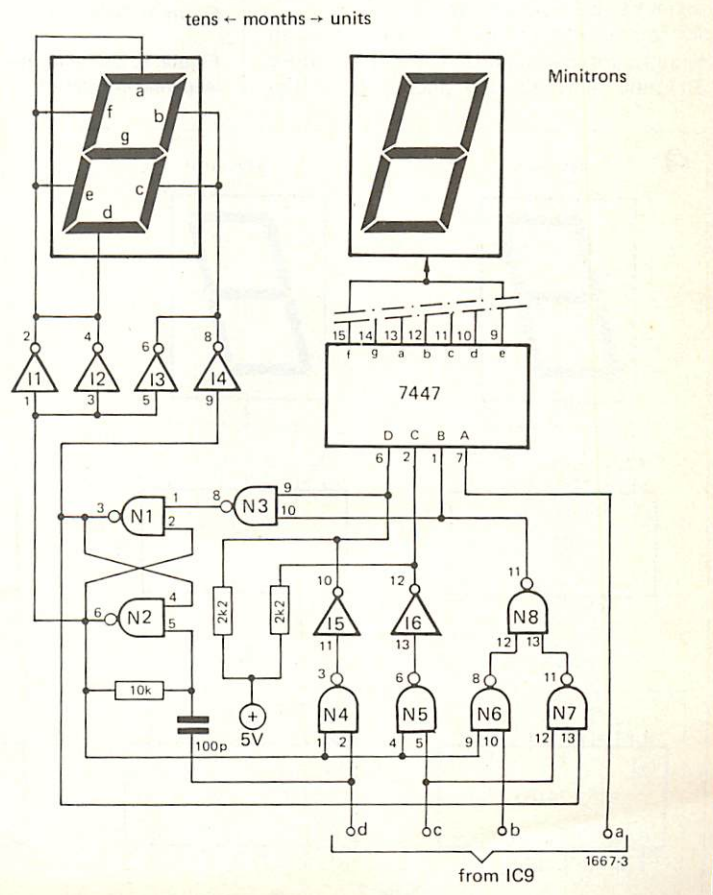 tens ← months → units
Minitrons
a
f b
g
e c
d
2 4 6 8
I1 I2 I3 I4
1 3 5 9
15 14 13 12 11 10 9
f g a b c d e
7447
D C B A
6 2 1 7
3 N1 1
2
8 N3 9
10
6 N2 4
5
10k
100p
2k2
2k2
+
5V
10
I5
11
12
I6
13
3
N4
1 2
6
N5
4 5
8
N6
9 10
11
N7
12 13
11
N8
12 13
d c b a
from IC9
1667-3